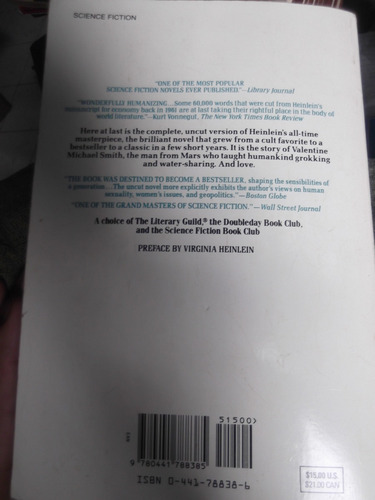 SCIENCE FICTION
"ONE OF THE MOST POPULAR
SCIENCE FICTION NOVELS EVER PUBLISHED."—Library Journal
"WONDERFULLY HUMANIZING...Some 60,000 words that were cut from Heinlein's
manuscript for economy back in 1961 are at last taking their rightful place in the body of
world literature."—Kurt Vonnegut, The New York Times Book Review
Here at last is the complete, uncut version of Heinlein's all-time
masterpiece, the brilliant novel that grew from a cult favorite to a
bestseller to a classic in a few short years. It is the story of Valentine
Michael Smith, the man from Mars who taught humankind grokking
and water-sharing. And love.
"THE BOOK WAS DESTINED TO BECOME A BESTSELLER, shaping the sensibilities of
a generation...The uncut novel more explicitly exhibits the author's views on human
sexuality, women's issues, and geopolitics."—Boston Globe
"ONE OF THE GRAND MASTERS OF SCIENCE FICTION."—Wall Street Journal
A choice of The Literary Guild,® the Doubleday Book Club,
and the Science Fiction Book Club
PREFACE BY VIRGINIA HEINLEIN
51500>
9 780441 788385
ISBN 0-441-78838-6
$15.00 U.S.
$21.00 CAN